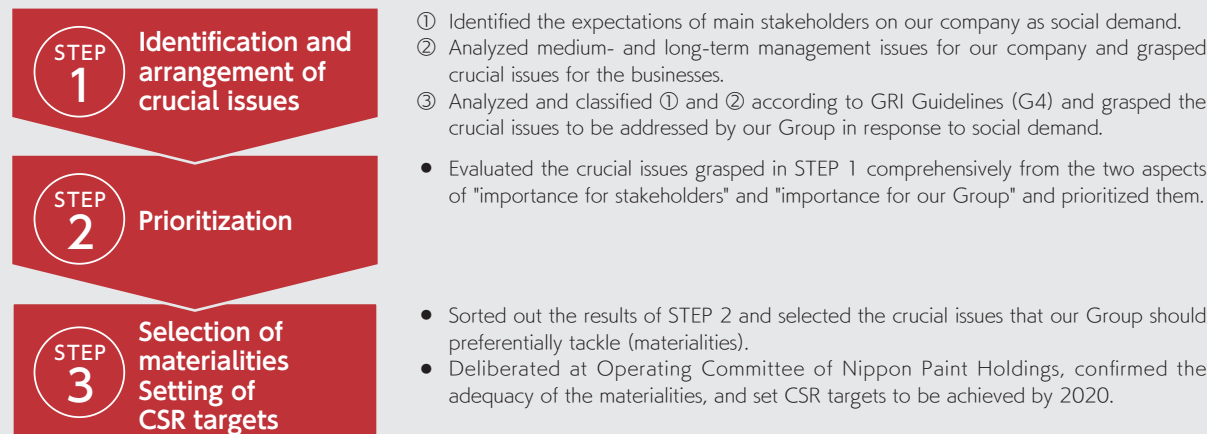 STEP
1
Identification and
arrangement of
crucial issues
① Identified the expectations of main stakeholders on our company as social demand.
② Analyzed medium- and long-term management issues for our company and grasped
crucial issues for the businesses.
③ Analyzed and classified ① and ② according to GRI Guidelines (G4) and grasped the
crucial issues to be addressed by our Group in response to social demand.
STEP
2
Prioritization
● Evaluated the crucial issues grasped in STEP 1 comprehensively from the two aspects
of "importance for stakeholders" and "importance for our Group" and prioritized them.
STEP
3
Selection of
materialities
Setting of
CSR targets
● Sorted out the results of STEP 2 and selected the crucial issues that our Group should
preferentially tackle (materialities).
● Deliberated at Operating Committee of Nippon Paint Holdings, confirmed the
adequacy of the materialities, and set CSR targets to be achieved by 2020.